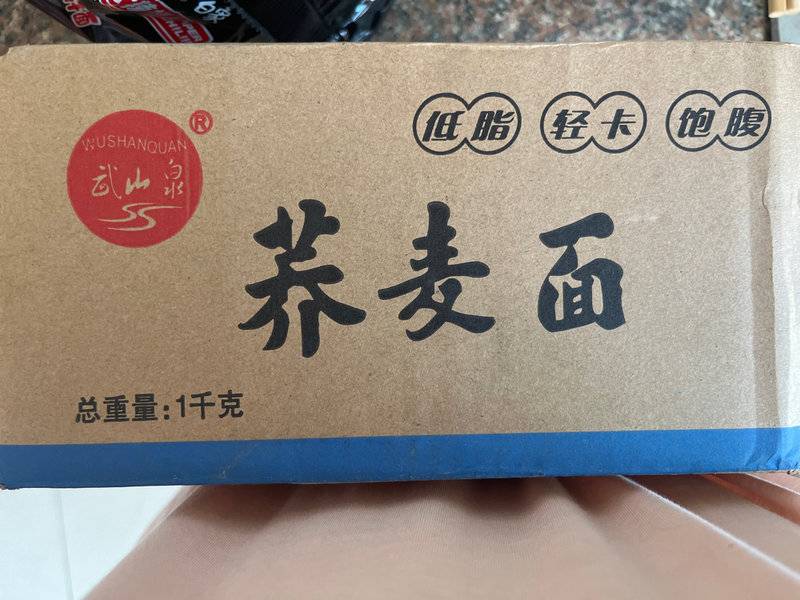 WUSHANQUAN
武山泉
®
低脂 轻卡 饱腹
荞麦面
总重量:1千克